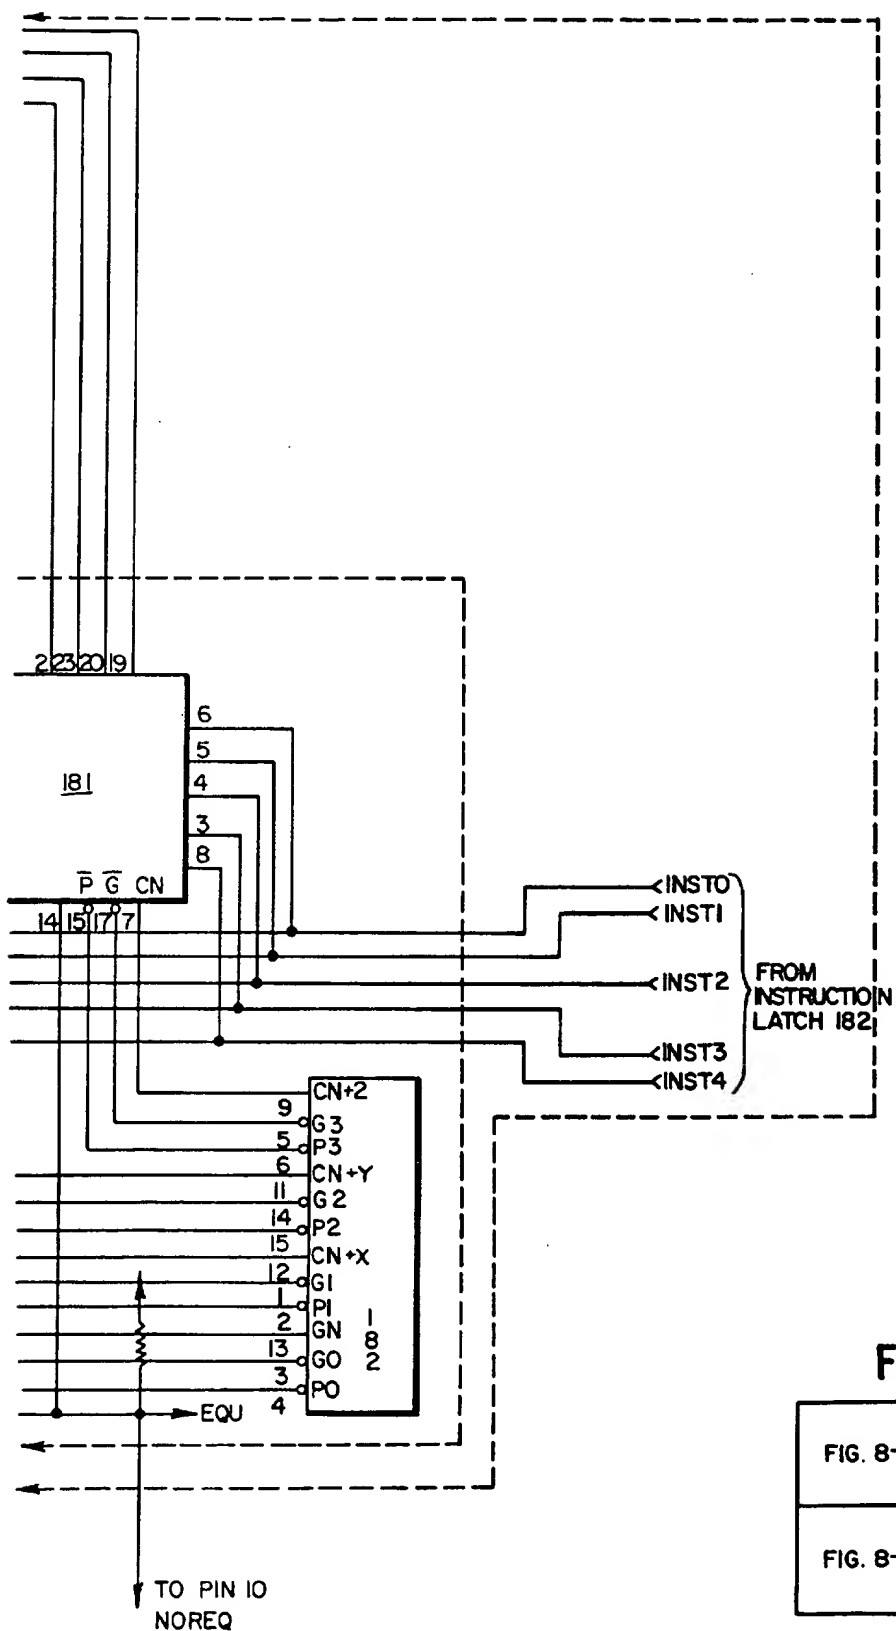 2 23 20 19
6
5
181
4
3
8
P G CN
14 15 17 7
INST0
INST1
INST2
FROM
INSTRUCTION
LATCH 182
INST3
INST4
CN+2
9
G3
5
P3
6
CN+Y
11
G2
14
P2
15
CN+X
12
G1
1
P1
2
GN
13
GO
3
PO
4
182
EQU
F
FIG. 8-
FIG. 8-
TO PIN 10
NOREQ